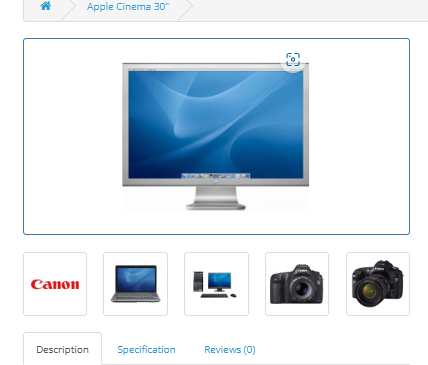 Apple Cinema 30"
Canon
Description Specification Reviews (0)